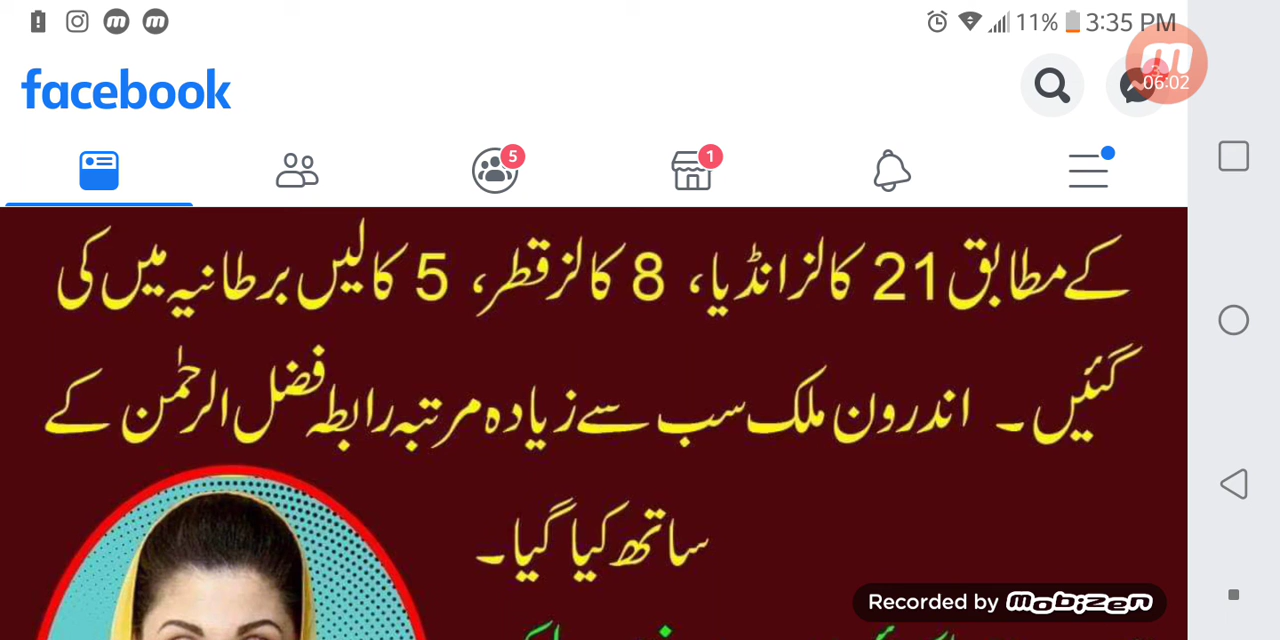 11% 3:35 PM
06:02
facebook
5
1
کے مطابق 21 کالز انڈیا، 8 کالز قطر، 5 کالیں برطانیہ میں کی
گئیں۔ اندرون ملک سب سے زیادہ مرتبہ رابطہ فضل الرحمٰن کے
ساتھ کیا گیا۔
Recorded by mobizen